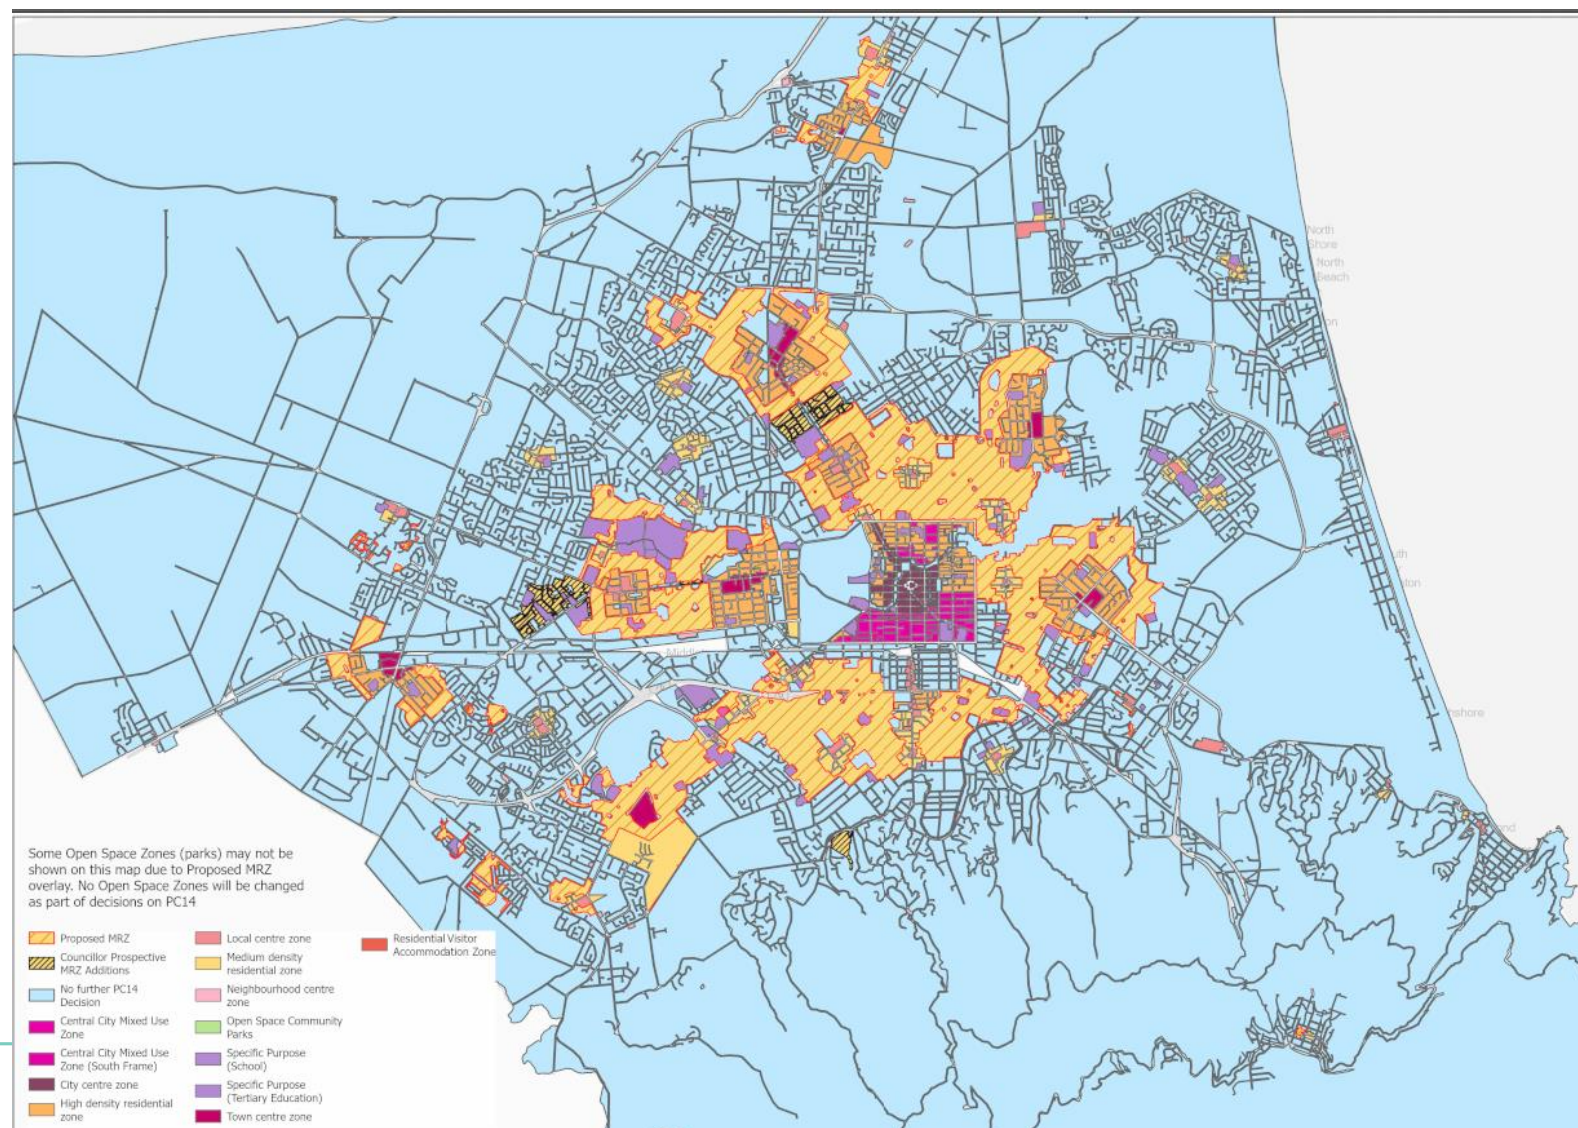 North
Shore
North
Beach
Some Open Space Zones (parks) may not be
shown on this map due to Proposed MRZ
overlay. No Open Space Zones will be changed
as part of decisions on PC14
Proposed MRZ
Councillor Prospective
MRZ Additions
No further PC14
Decision
Central City Mixed Use
Zone
Central City Mixed Use
Zone (South Frame)
City centre zone
High density residential
zone
Local centre zone
Medium density
residential zone
Neighbourhood centre
zone
Open Space Community
Parks
Specific Purpose
(School)
Specific Purpose
(Tertiary Education)
Town centre zone
Residential Visitor
Accommodation Zone